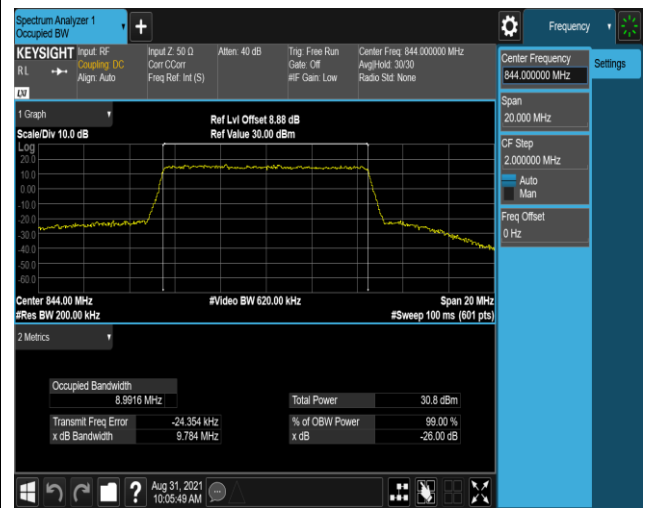 Spectrum Analyzer 1
Occupied BW
+
Frequency
KEYSIGHT
RL
LXI
Input: RF
Coupling: DC
Align: Auto
Input Z: 50 Ω
Corr CCorr
Freq Ref: Int (S)
Atten: 40 dB
Trig: Free Run
Gate: Off
#IF Gain: Low
Center Freq: 844.000000 MHz
Avg|Hold: 30/30
Radio Std: None
Center Frequency
844.000000 MHz
Settings
Span
20.000 MHz
CF Step
2.000000 MHz
Auto
Man
Freq Offset
0 Hz
1 Graph
Scale/Div 10.0 dB
Ref Lvl Offset 8.88 dB
Ref Value 30.00 dBm
Log
20.0
10.0
0.00
-10.0
-20.0
-30.0
-40.0
-50.0
-60.0
Center 844.00 MHz
#Video BW 620.00 kHz
Span 20 MHz
#Res BW 200.00 kHz
#Sweep 100 ms (601 pts)
2 Metrics
Occupied Bandwidth
8.9916 MHz
Total Power 30.8 dBm
Transmit Freq Error -24.354 kHz
% of OBW Power 99.00 %
x dB Bandwidth 9.784 MHz
x dB -26.00 dB
?
Aug 31, 2021
10:05:49 AM